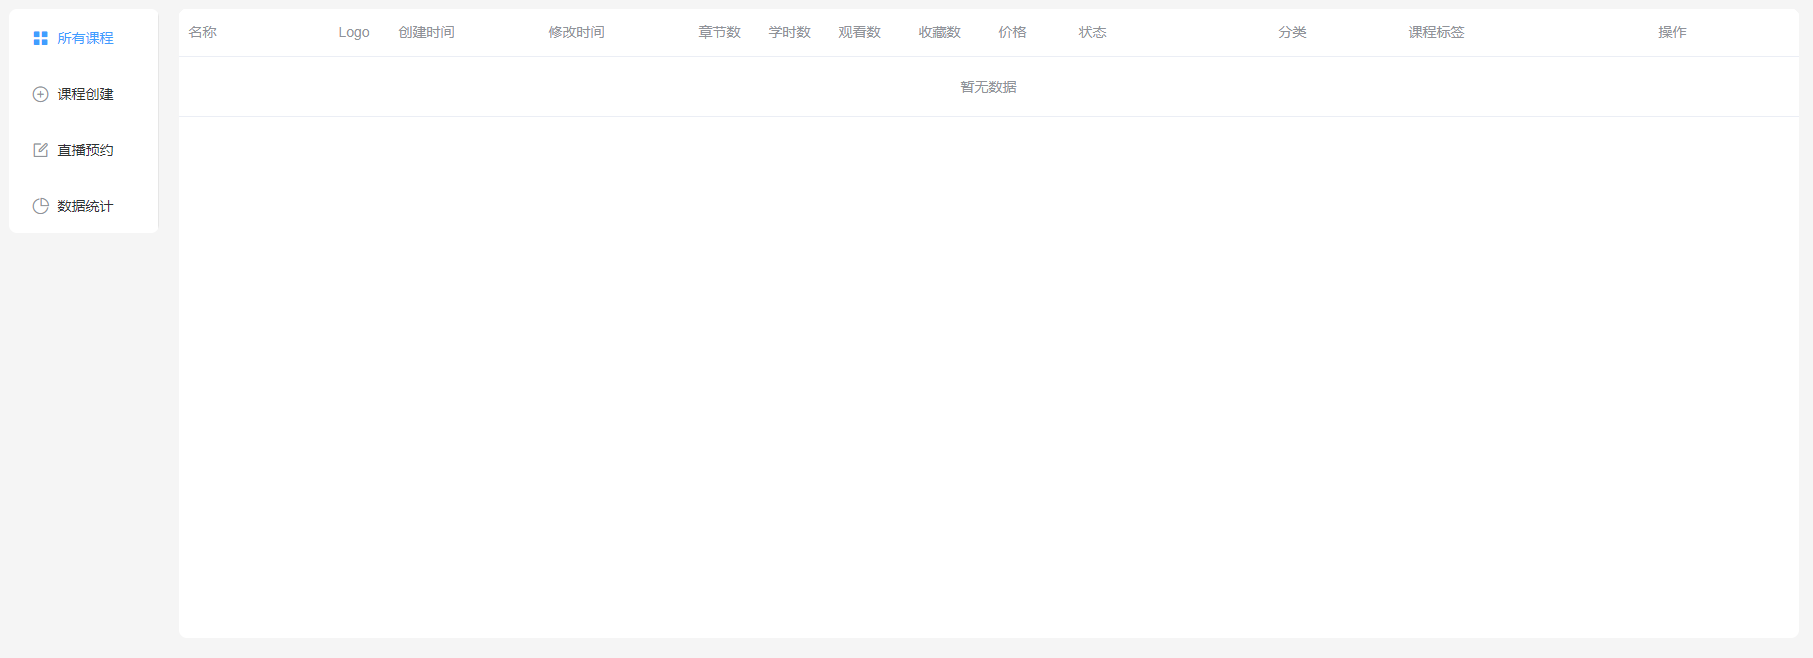 所有课程
课程创建
直播预约
数据统计
名称 Logo 创建时间 修改时间 章节数 学时数 观看数 收藏数 价格 状态 分类 课程标签 操作
暂无数据